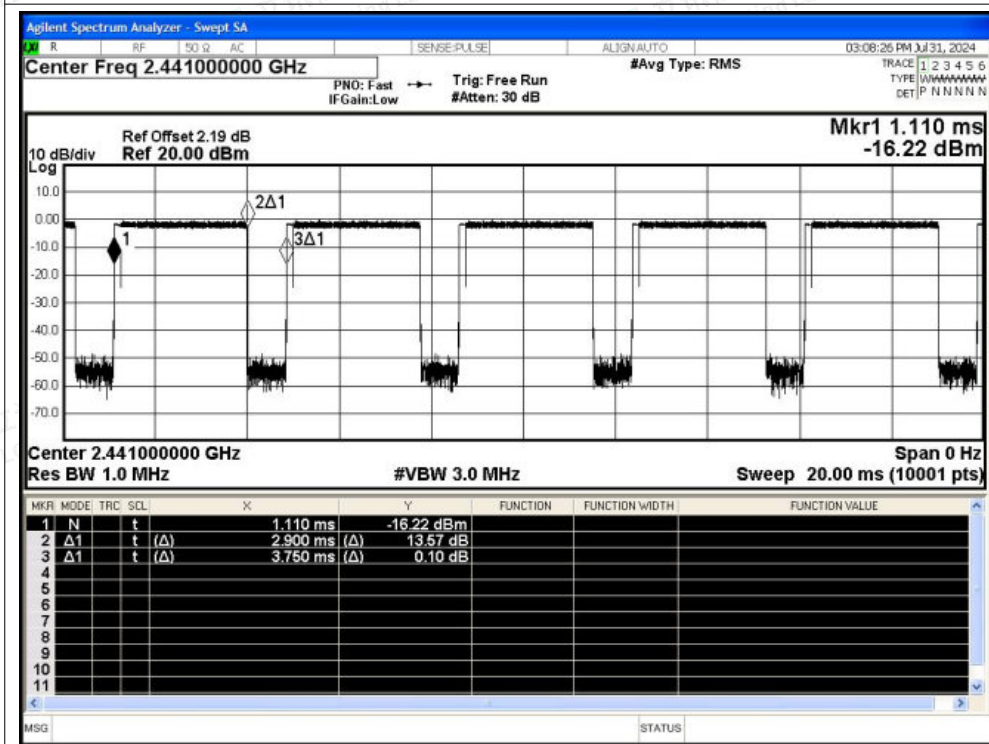 Agilent Spectrum Analyzer - Swept SA
R RF 50 Ω AC SENSE:PULSE ALIGN AUTO 03:08:26 PM Jul 31, 2024
Center Freq 2.441000000 GHz
PNO: Fast
IFGain:Low
Trig: Free Run
#Atten: 30 dB
#Avg Type: RMS
TRACE 1 2 3 4 5 6
TYPE WWWWWW
DET P N N N N N
Mkr1 1.110 ms
-16.22 dBm
Ref Offset 2.19 dB
10 dB/div Ref 20.00 dBm
Log
10.0
0.00
-10.0
-20.0
-30.0
-40.0
-50.0
-60.0
-70.0
1
2Δ1
3Δ1
Center 2.441000000 GHz Span 0 Hz
Res BW 1.0 MHz #VBW 3.0 MHz Sweep 20.00 ms (10001 pts)
MKR MODE TRC SCL X Y FUNCTION FUNCTION WIDTH FUNCTION VALUE
1 N t 1.110 ms -16.22 dBm
2 Δ1 t (Δ) 2.900 ms (Δ) 13.57 dB
3 Δ1 t (Δ) 3.750 ms (Δ) 0.10 dB
4
5
6
7
8
9
10
11
MSG STATUS